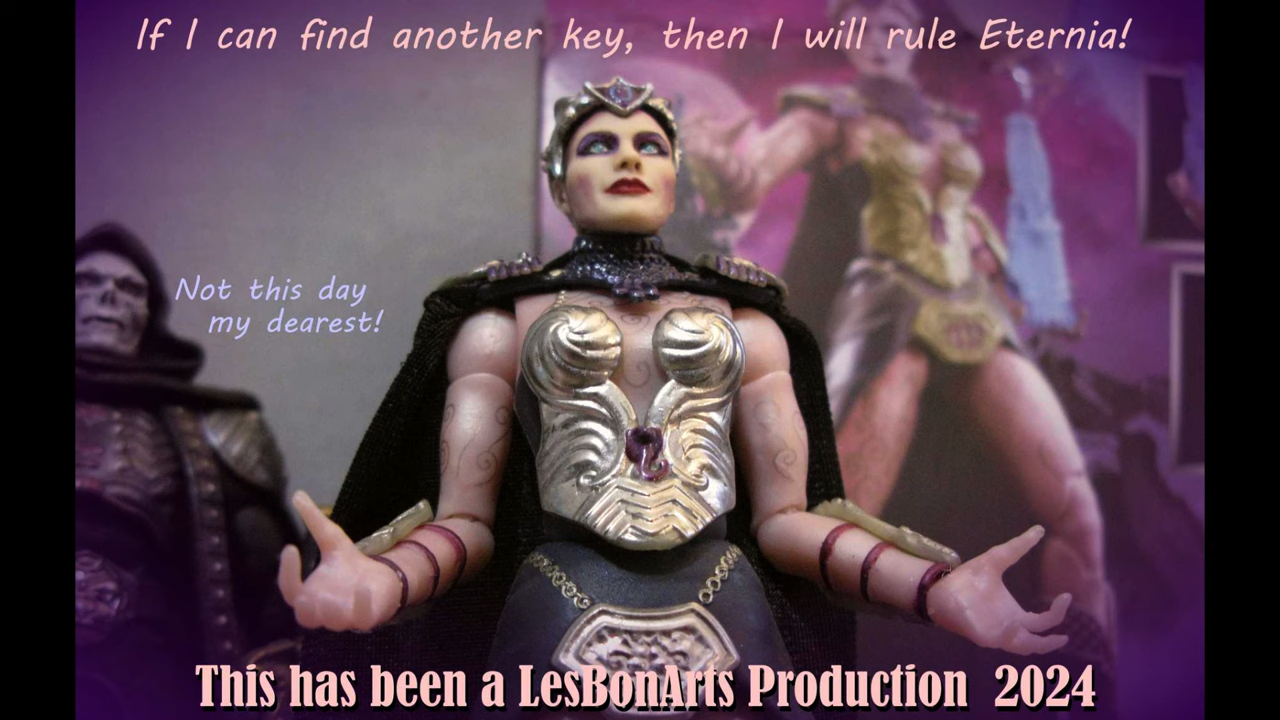 If I can find another key, then I will rule Eternia!
Not this day
my dearest!
This has been a LesBonArts Production 2024